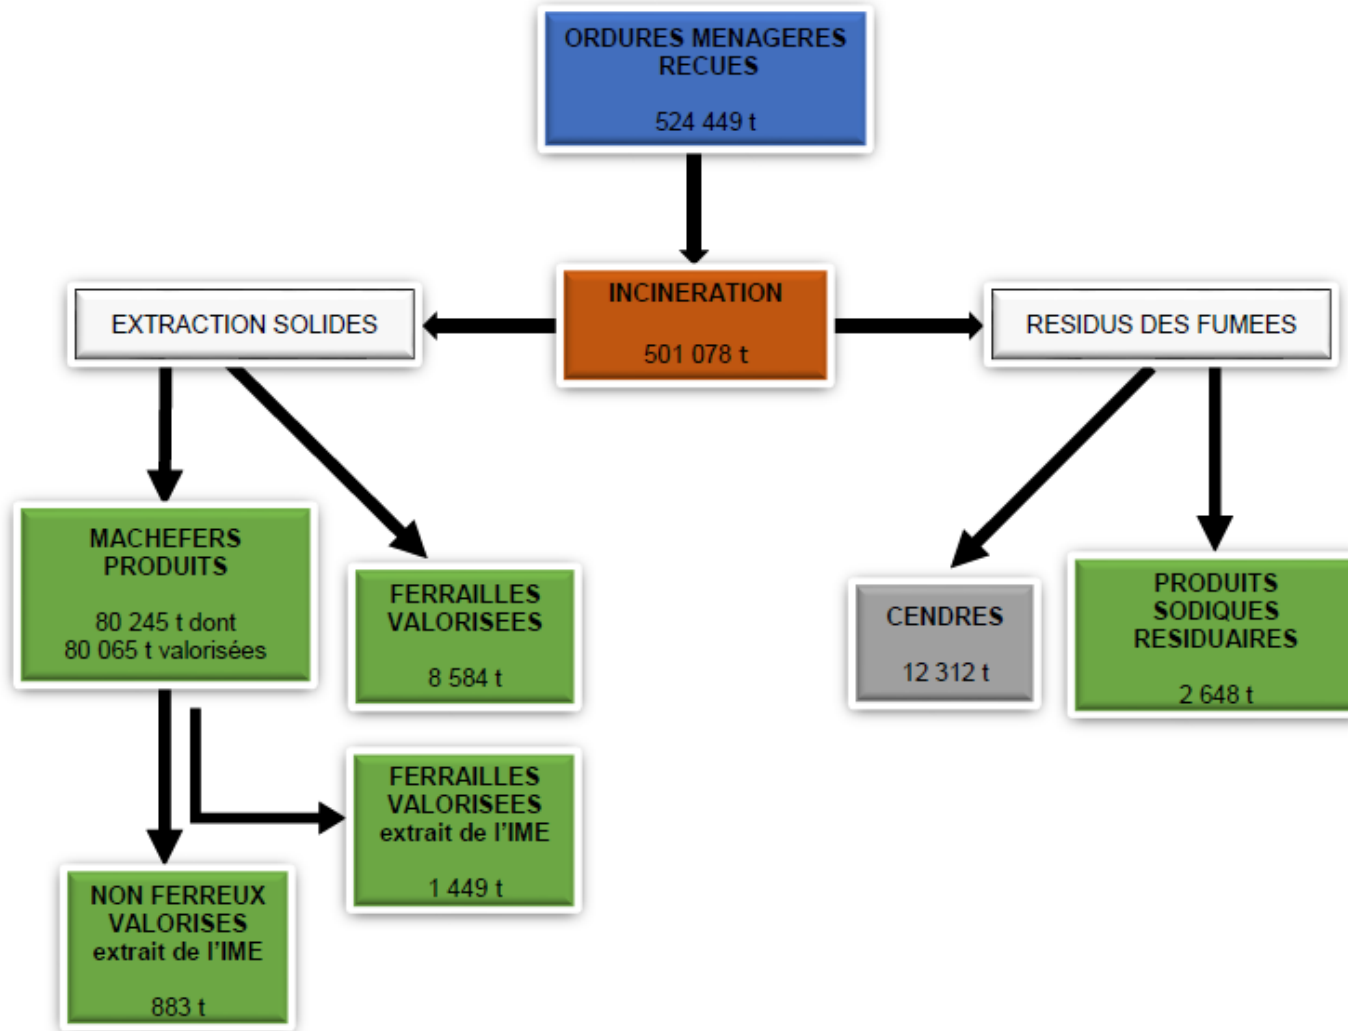 ORDURES MENAGERES
RECUES
524 449 t
INCINERATION
501 078 t
EXTRACTION SOLIDES
RESIDUS DES FUMEES
MACHEFERS
PRODUITS
80 245 t dont
80 065 t valorisées
FERRAILLES
VALORISEES
8 584 t
CENDRES
12 312 t
PRODUITS
SODIQUES
RESIDUAIRES
2 648 t
FERRAILLES
VALORISEES
extrait de l'IME
1 449 t
NON FERREUX
VALORISES
extrait de l'IME
883 t